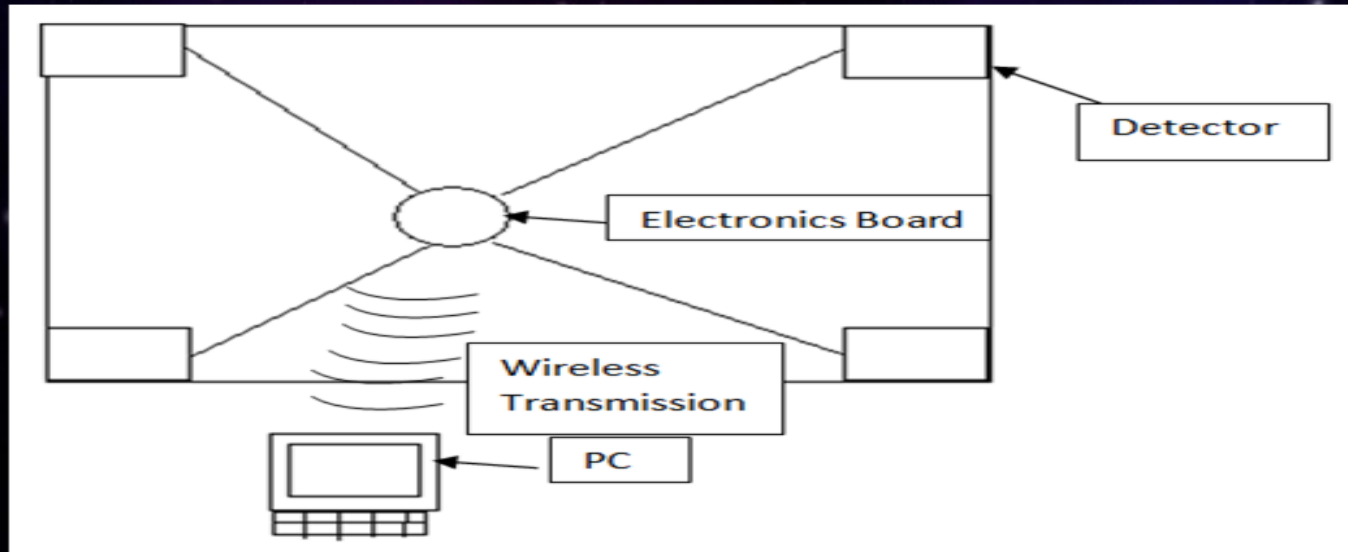 Detector
Electronics Board
Wireless
Transmission
PC